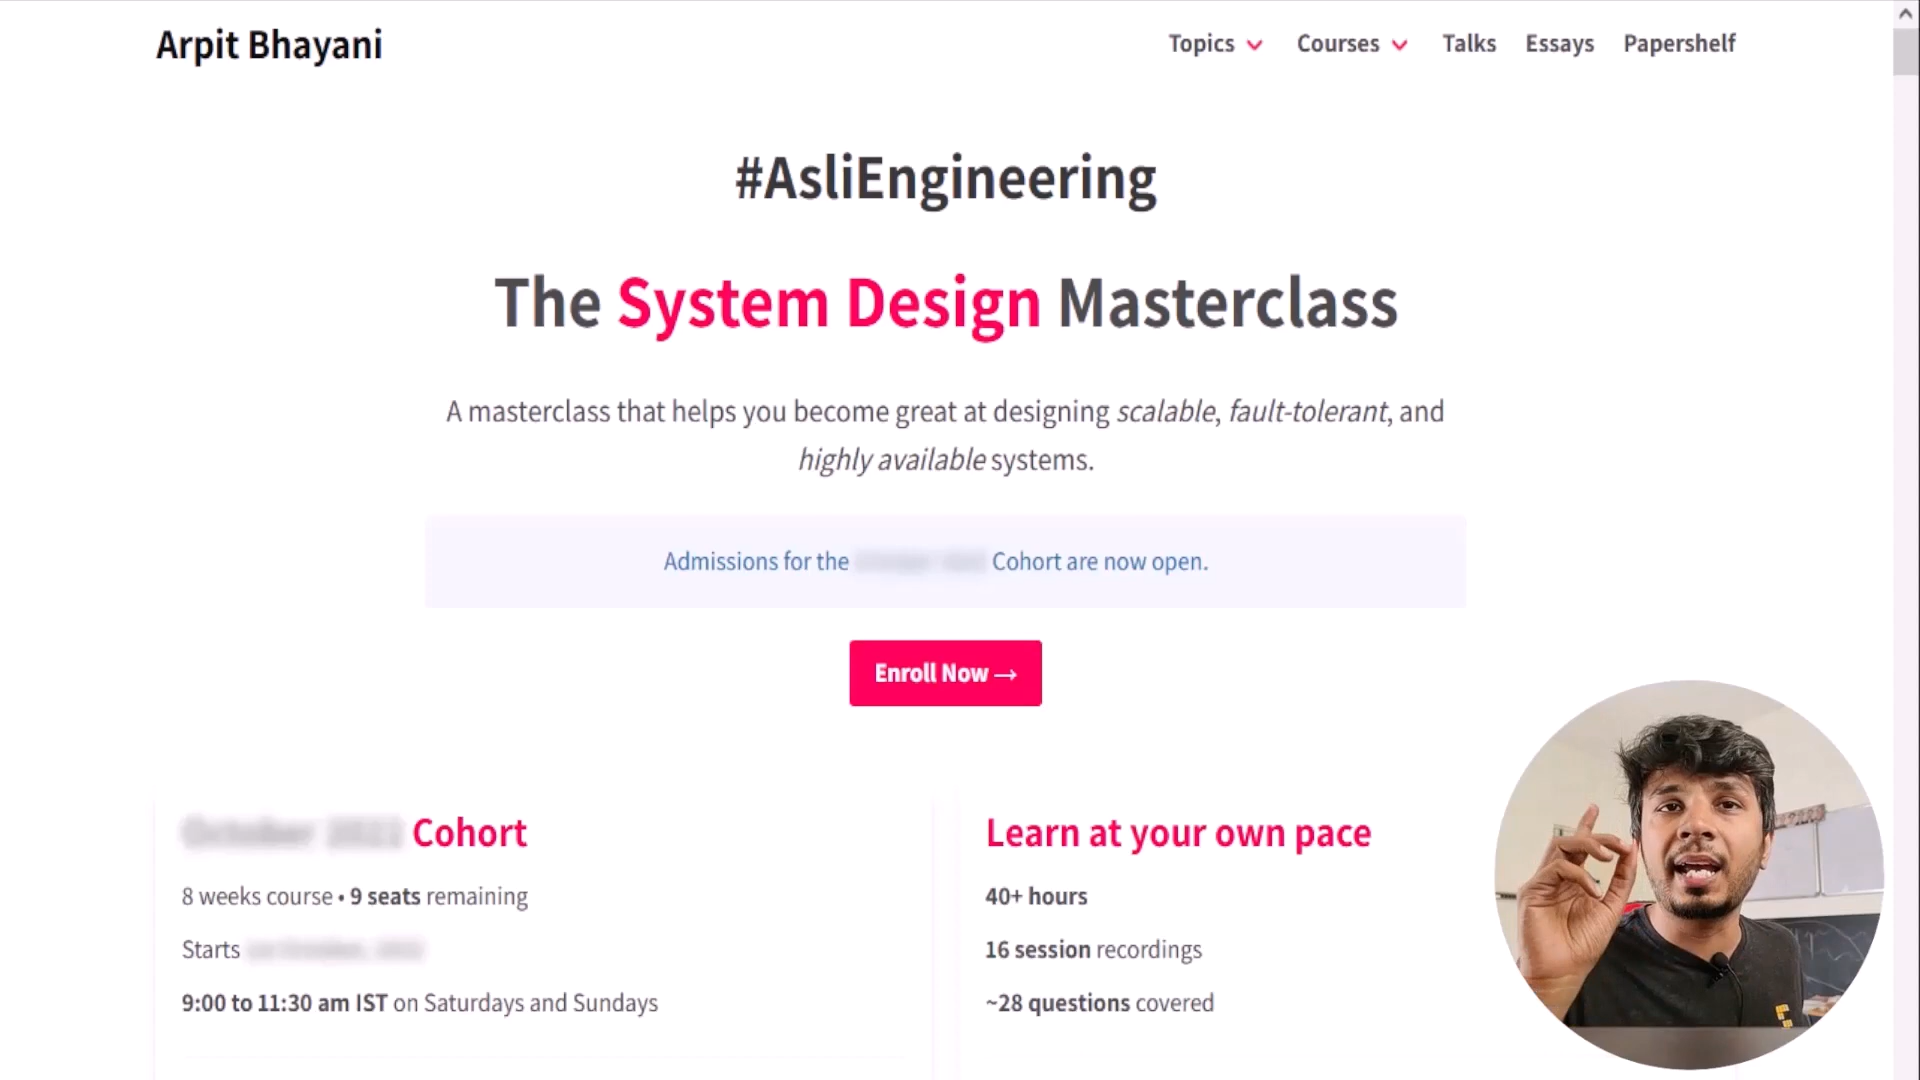 Arpit Bhayani
Topics Courses Talks Essays Papershelf
#AsliEngineering
The System Design Masterclass
A masterclass that helps you become great at designing scalable, fault-tolerant, and
highly available systems.
Admissions for the Cohort are now open.
Enroll Now →
Cohort
8 weeks course • 9 seats remaining
Starts
9:00 to 11:30 am IST on Saturdays and Sundays
Learn at your own pace
40+ hours
16 session recordings
~28 questions covered